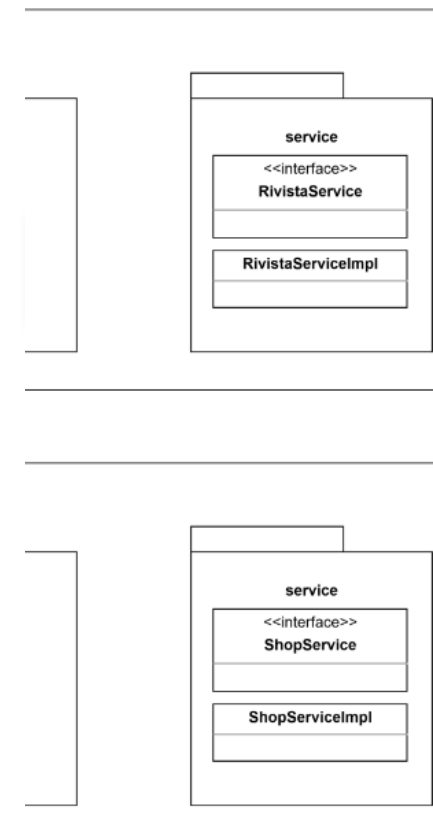 service
<<interface>>
RivistaService
RivistaServiceImpl
service
<<interface>>
ShopService
ShopServiceImpl